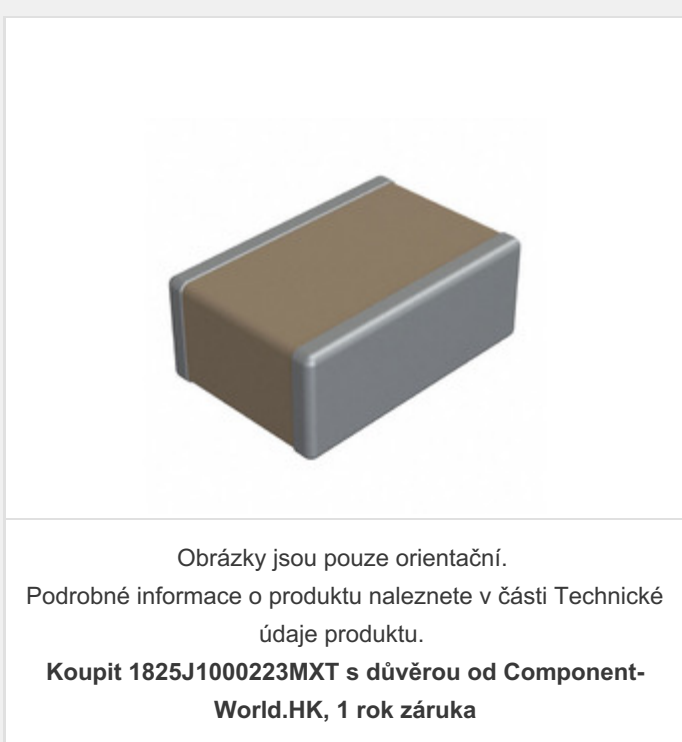 Obrázky jsou pouze orientační.
Podrobné informace o produktu naleznete v části Technické
údaje produktu.
Koupit 1825J1000223MXT s důvěrou od Component-
World.HK, 1 rok záruka